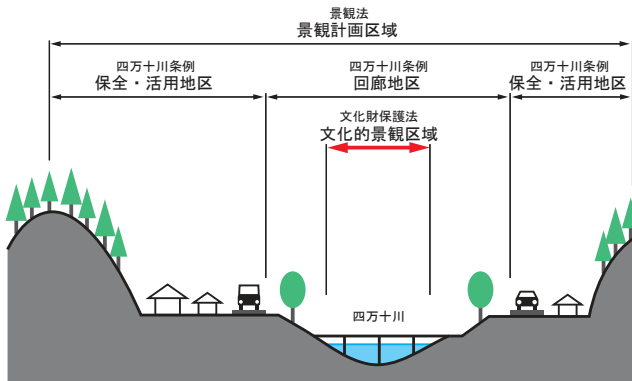 景観法
景観計画区域
四万十川条例
保全・活用地区
四万十川条例
回廊地区
四万十川条例
保全・活用地区
文化財保護法
文化的景観区域
四万十川